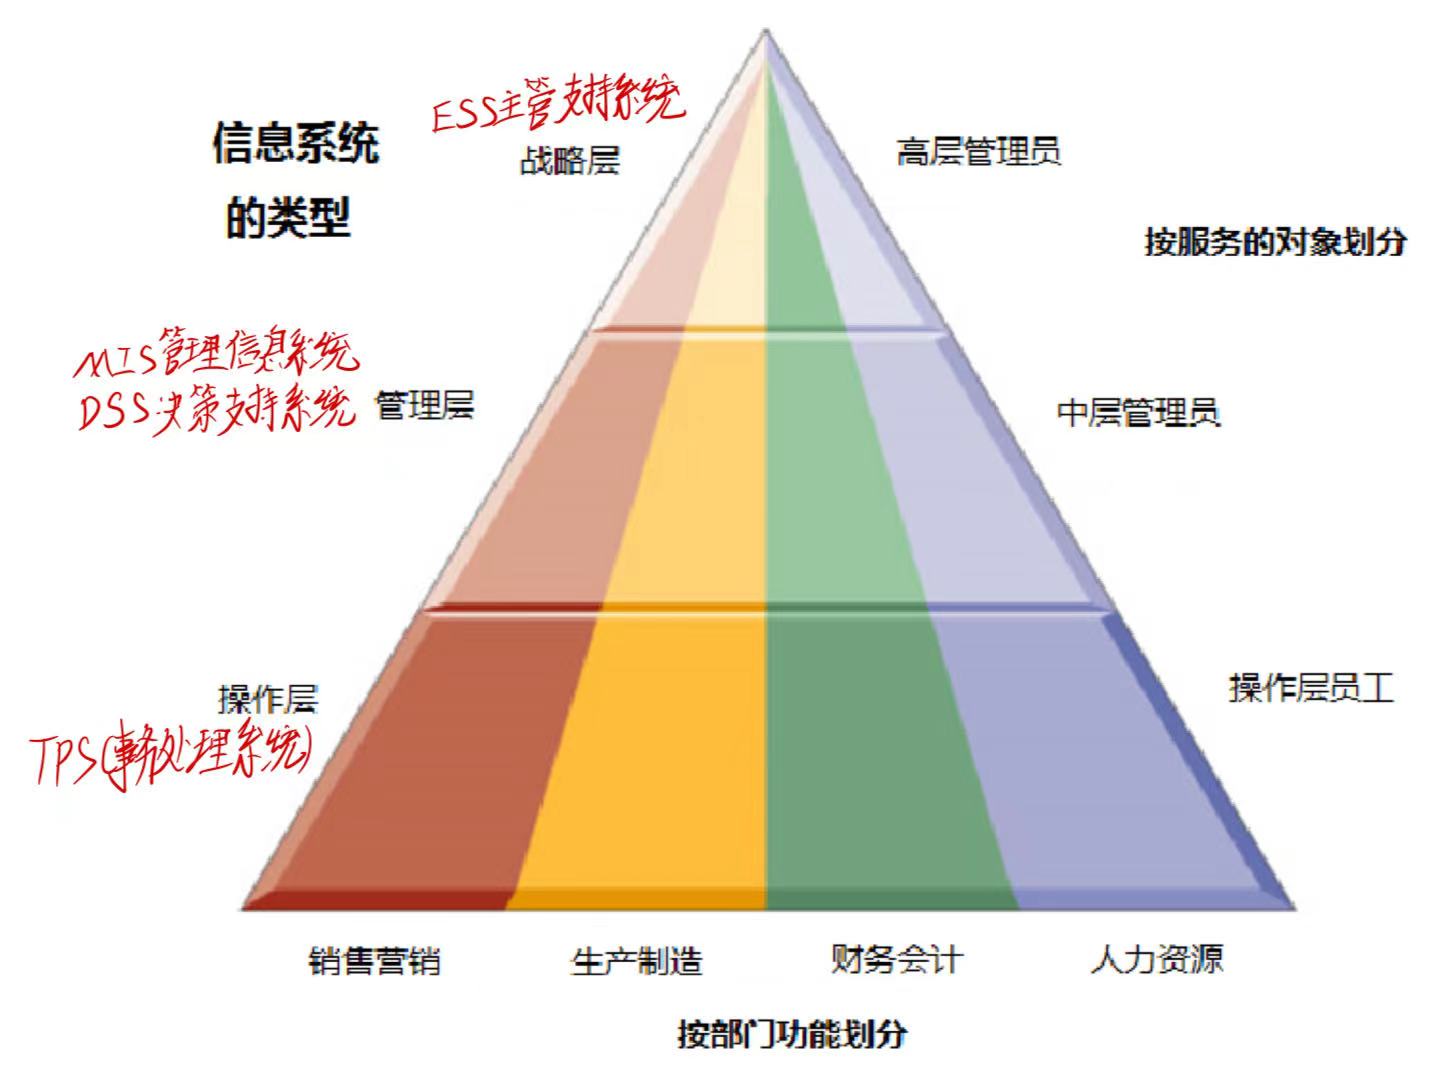 ESS主管支持系统
信息系统
的类型
战略层
高层管理员
按服务的对象划分
MIS管理信息系统
DSS决策支持系统
管理层
中层管理员
操作层
操作层员工
TPS(事务处理系统)
销售营销 生产制造 财务会计 人力资源
按部门功能划分